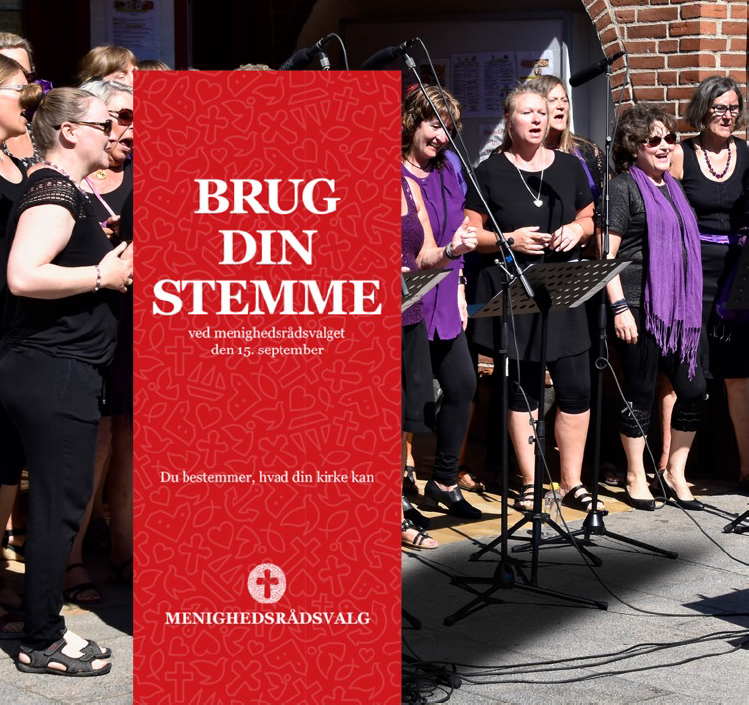 BRUG
DIN
STEMME
ved menighedsrådsvalget
den 15. september
Du bestemmer, hvad din kirke kan
MENIGHEDSRÅDSVALG